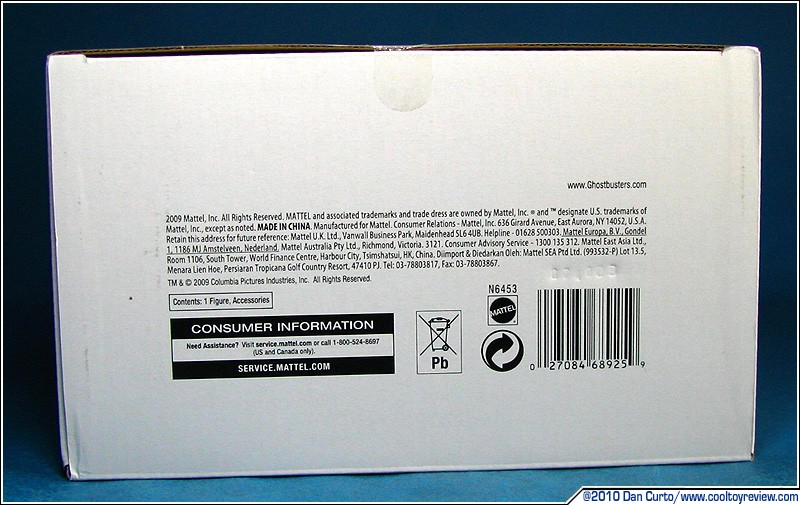 www.Ghostbusters.com
2009 Mattel, Inc. All Rights Reserved. MATTEL and associated trademarks and trade dress are owned by Mattel, Inc. ® and ™ designate U.S. trademarks of
Mattel, Inc., except as noted. MADE IN CHINA. Manufactured for Mattel. Consumer Relations - Mattel, Inc. 636 Girard Avenue, East Aurora, NY 14052, U.S.A.
Retain this address for future reference: Mattel U.K. Ltd., Vanwall Business Park, Maidenhead SL6 4UB. Helpline - 01628 500303. Mattel Europa, B.V., Gondel
1, 1186 MJ Amstelveen, Nederland. Mattel Australia Pty Ltd., Richmond, Victoria. 3121. Consumer Advisory Service - 1300 135 312. Mattel East Asia Ltd.,
Room 1106, South Tower, World Finance Centre, Harbour City, Tsimshatsui, HK, China. Diimport & Diedarkan Oleh: Mattel SEA Ptd Ltd. (993532-P) Lot 13.5,
Menara Lien Hoe, Persiaran Tropicana Golf Country Resort, 47410 PJ. Tel: 03-78803817, Fax: 03-78803867.
TM & © 2009 Columbia Pictures Industries, Inc. All Rights Reserved.
Contents: 1 Figure, Accessories
CONSUMER INFORMATION
Need Assistance? Visit service.mattel.com or call 1-800-524-8697
(US and Canada only).
SERVICE.MATTEL.COM
Pb
N6453
MATTEL
0 27084 68925 9
©2010 Dan Curto/www.cooltoyreview.com